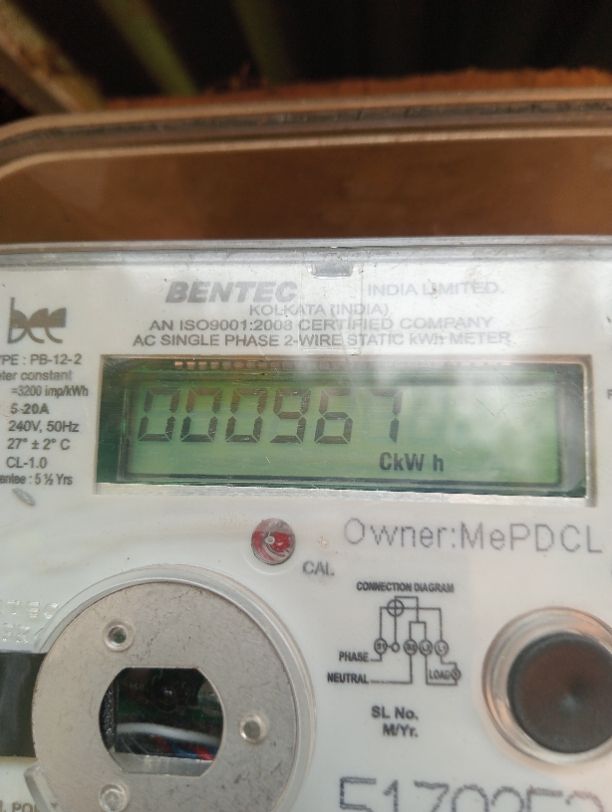 BENTEC INDIA LIMITED.
KOLKATA (INDIA)
AN ISO9001:2008 CERTIFIED COMPANY
AC SINGLE PHASE 2-WIRE STATIC kWh METER
bee
YPE : PB-12-2
eter constant
=3200 imp/kWh
5-20A
240V, 50Hz
27° ± 2° C
CL-1.0
antee : 5 ½ Yrs
000967
CkW h
Owner:MePDCL
CAL
CONNECTION DIAGRAM
PHASE
NEUTRAL
LOAD
SL No.
M/Yr.